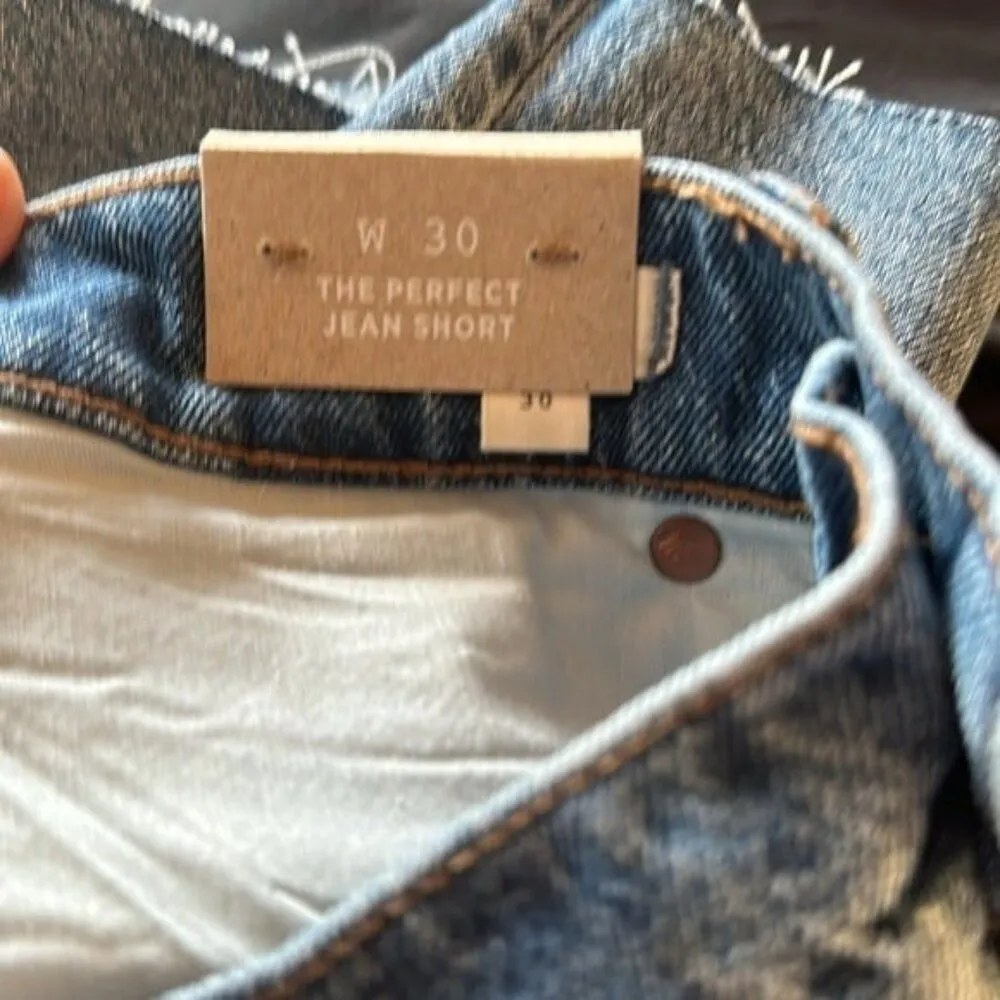 W 30
THE PERFECT
JEAN SHORT
30